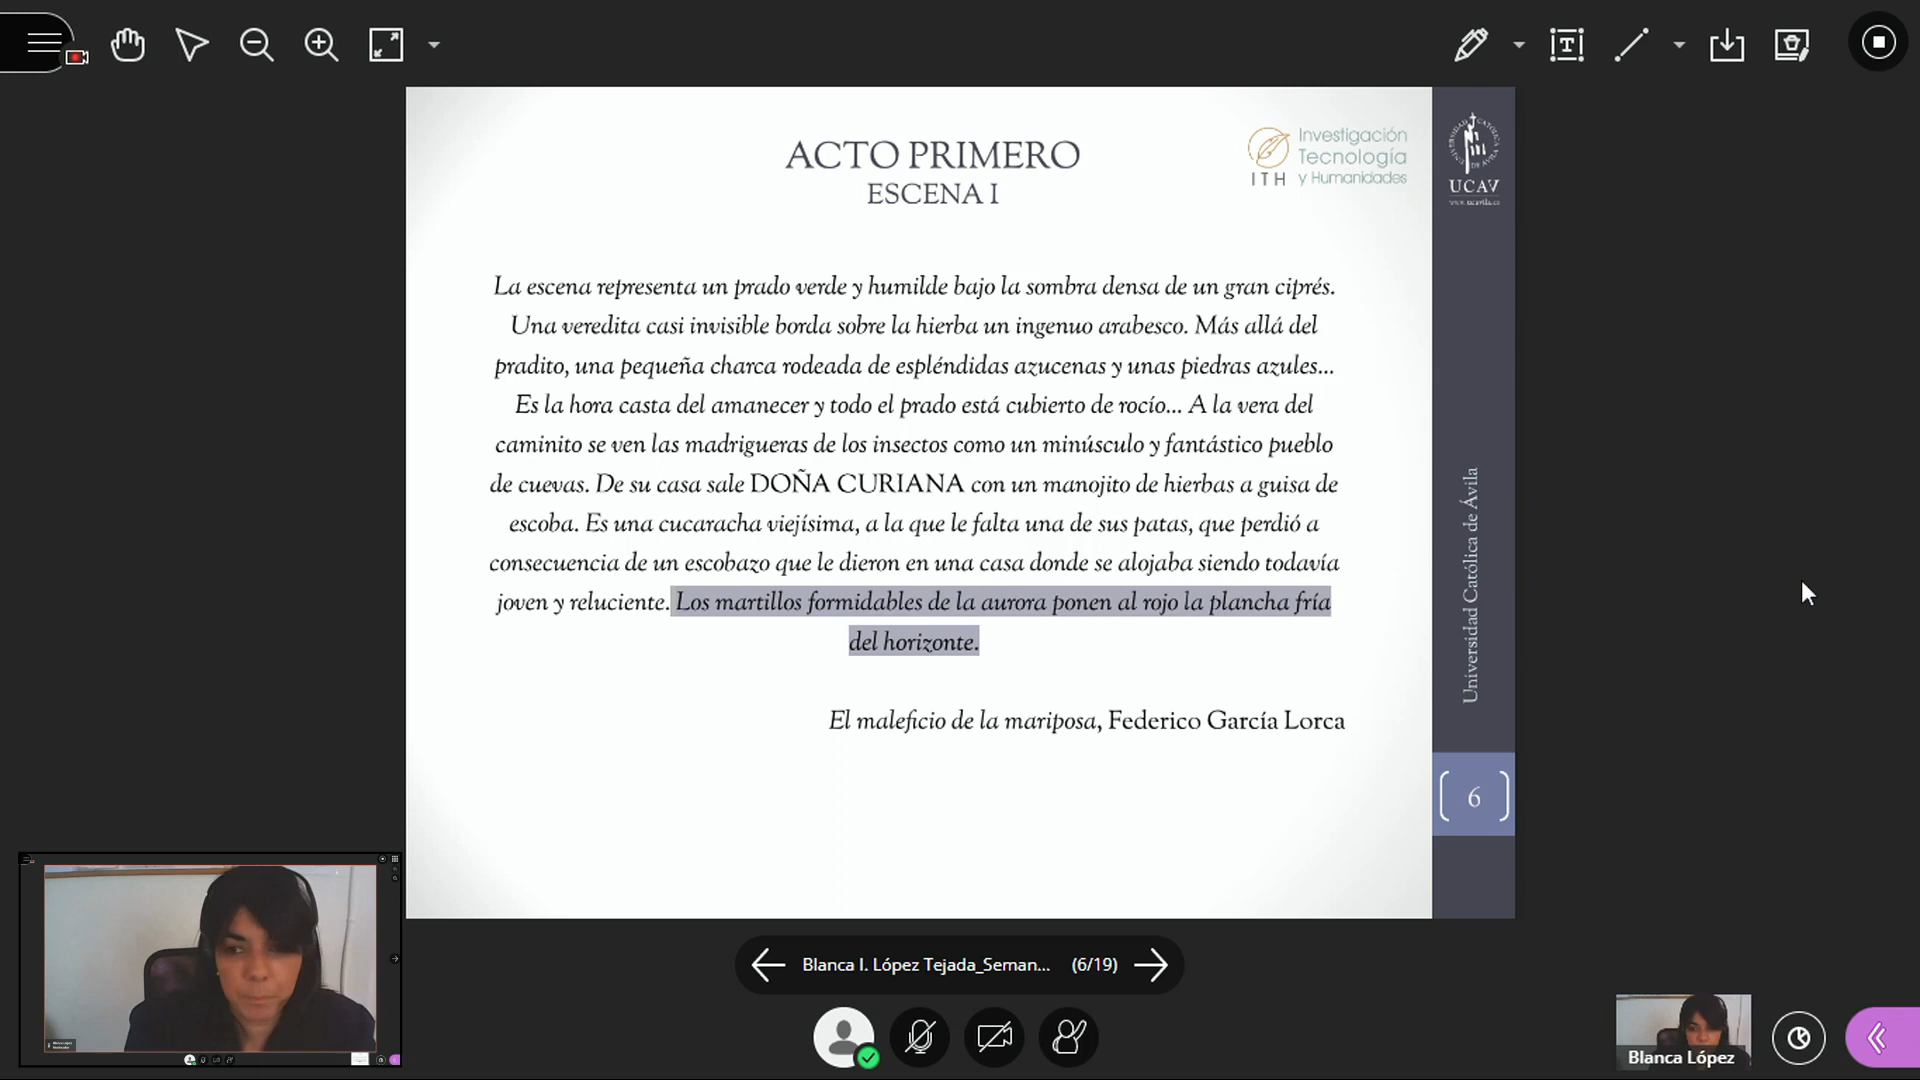 ACTO PRIMERO
ESCENA I
Investigación
Tecnología
y Humanidades
ITH
UCAV
www.ucavila.es
La escena representa un prado verde y humilde bajo la sombra densa de un gran ciprés.
Una veredita casi invisible borda sobre la hierba un ingenuo arabesco. Más allá del
pradito, una pequeña charca rodeada de espléndidas azucenas y unas piedras azules...
Es la hora casta del amanecer y todo el prado está cubierto de rocío... A la vera del
caminito se ven las madrigueras de los insectos como un minúsculo y fantástico pueblo
de cuevas. De su casa sale DOÑA CURIANA con un manojito de hierbas a guisa de
escoba. Es una cucaracha viejísima, a la que le falta una de sus patas, que perdió a
consecuencia de un escobazo que le dieron en una casa donde se alojaba siendo todavía
joven y reluciente. Los martillos formidables de la aurora ponen al rojo la plancha fría
del horizonte.
El maleficio de la mariposa, Federico García Lorca
Universidad Católica de Ávila
6
Blanca I. López Tejada_Seman... (6/19)
Blanca López